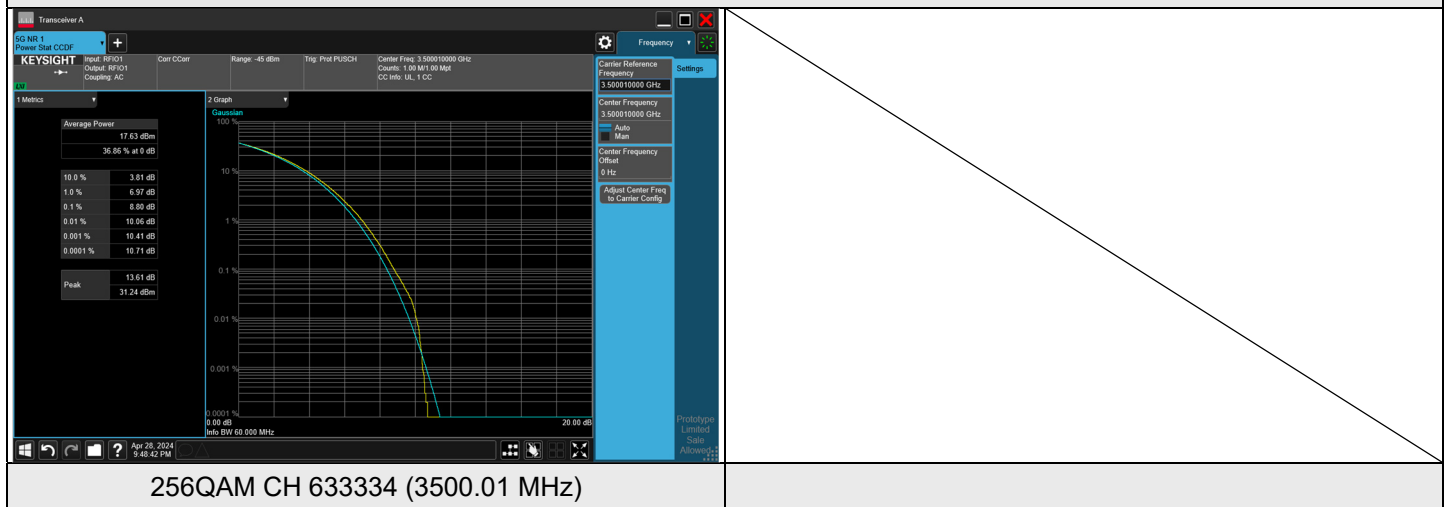 Transceiver A
5G NR 1
Power Stat CCDF
+
Frequency
KEYSIGHT
LXI
Input: RFIO1
Output: RFIO1
Coupling: AC
Corr CCorr
Range: -45 dBm
Trig: Prot PUSCH
Center Freq: 3.500010000 GHz
Counts: 1.00 M/1.00 Mpt
CC Info: UL, 1 CC
Carrier Reference
Frequency
3.500010000 GHz
Settings
Center Frequency
3.500010000 GHz
Auto
Man
Center Frequency
Offset
0 Hz
Adjust Center Freq
to Carrier Config
1 Metrics
Average Power
17.63 dBm
36.86 % at 0 dB
10.0 % 3.81 dB
1.0 % 6.97 dB
0.1 % 8.80 dB
0.01 % 10.06 dB
0.001 % 10.41 dB
0.0001 % 10.71 dB
Peak
13.61 dB
31.24 dBm
2 Graph
Gaussian
100 %
10 %
1 %
0.1 %
0.01 %
0.001 %
0.0001 %
0.00 dB 20.00 dB
Info BW 60.000 MHz
Prototype
Limited
Sale
Allowed
?
Apr 28, 2024
9:48:42 PM
256QAM CH 633334 (3500.01 MHz)